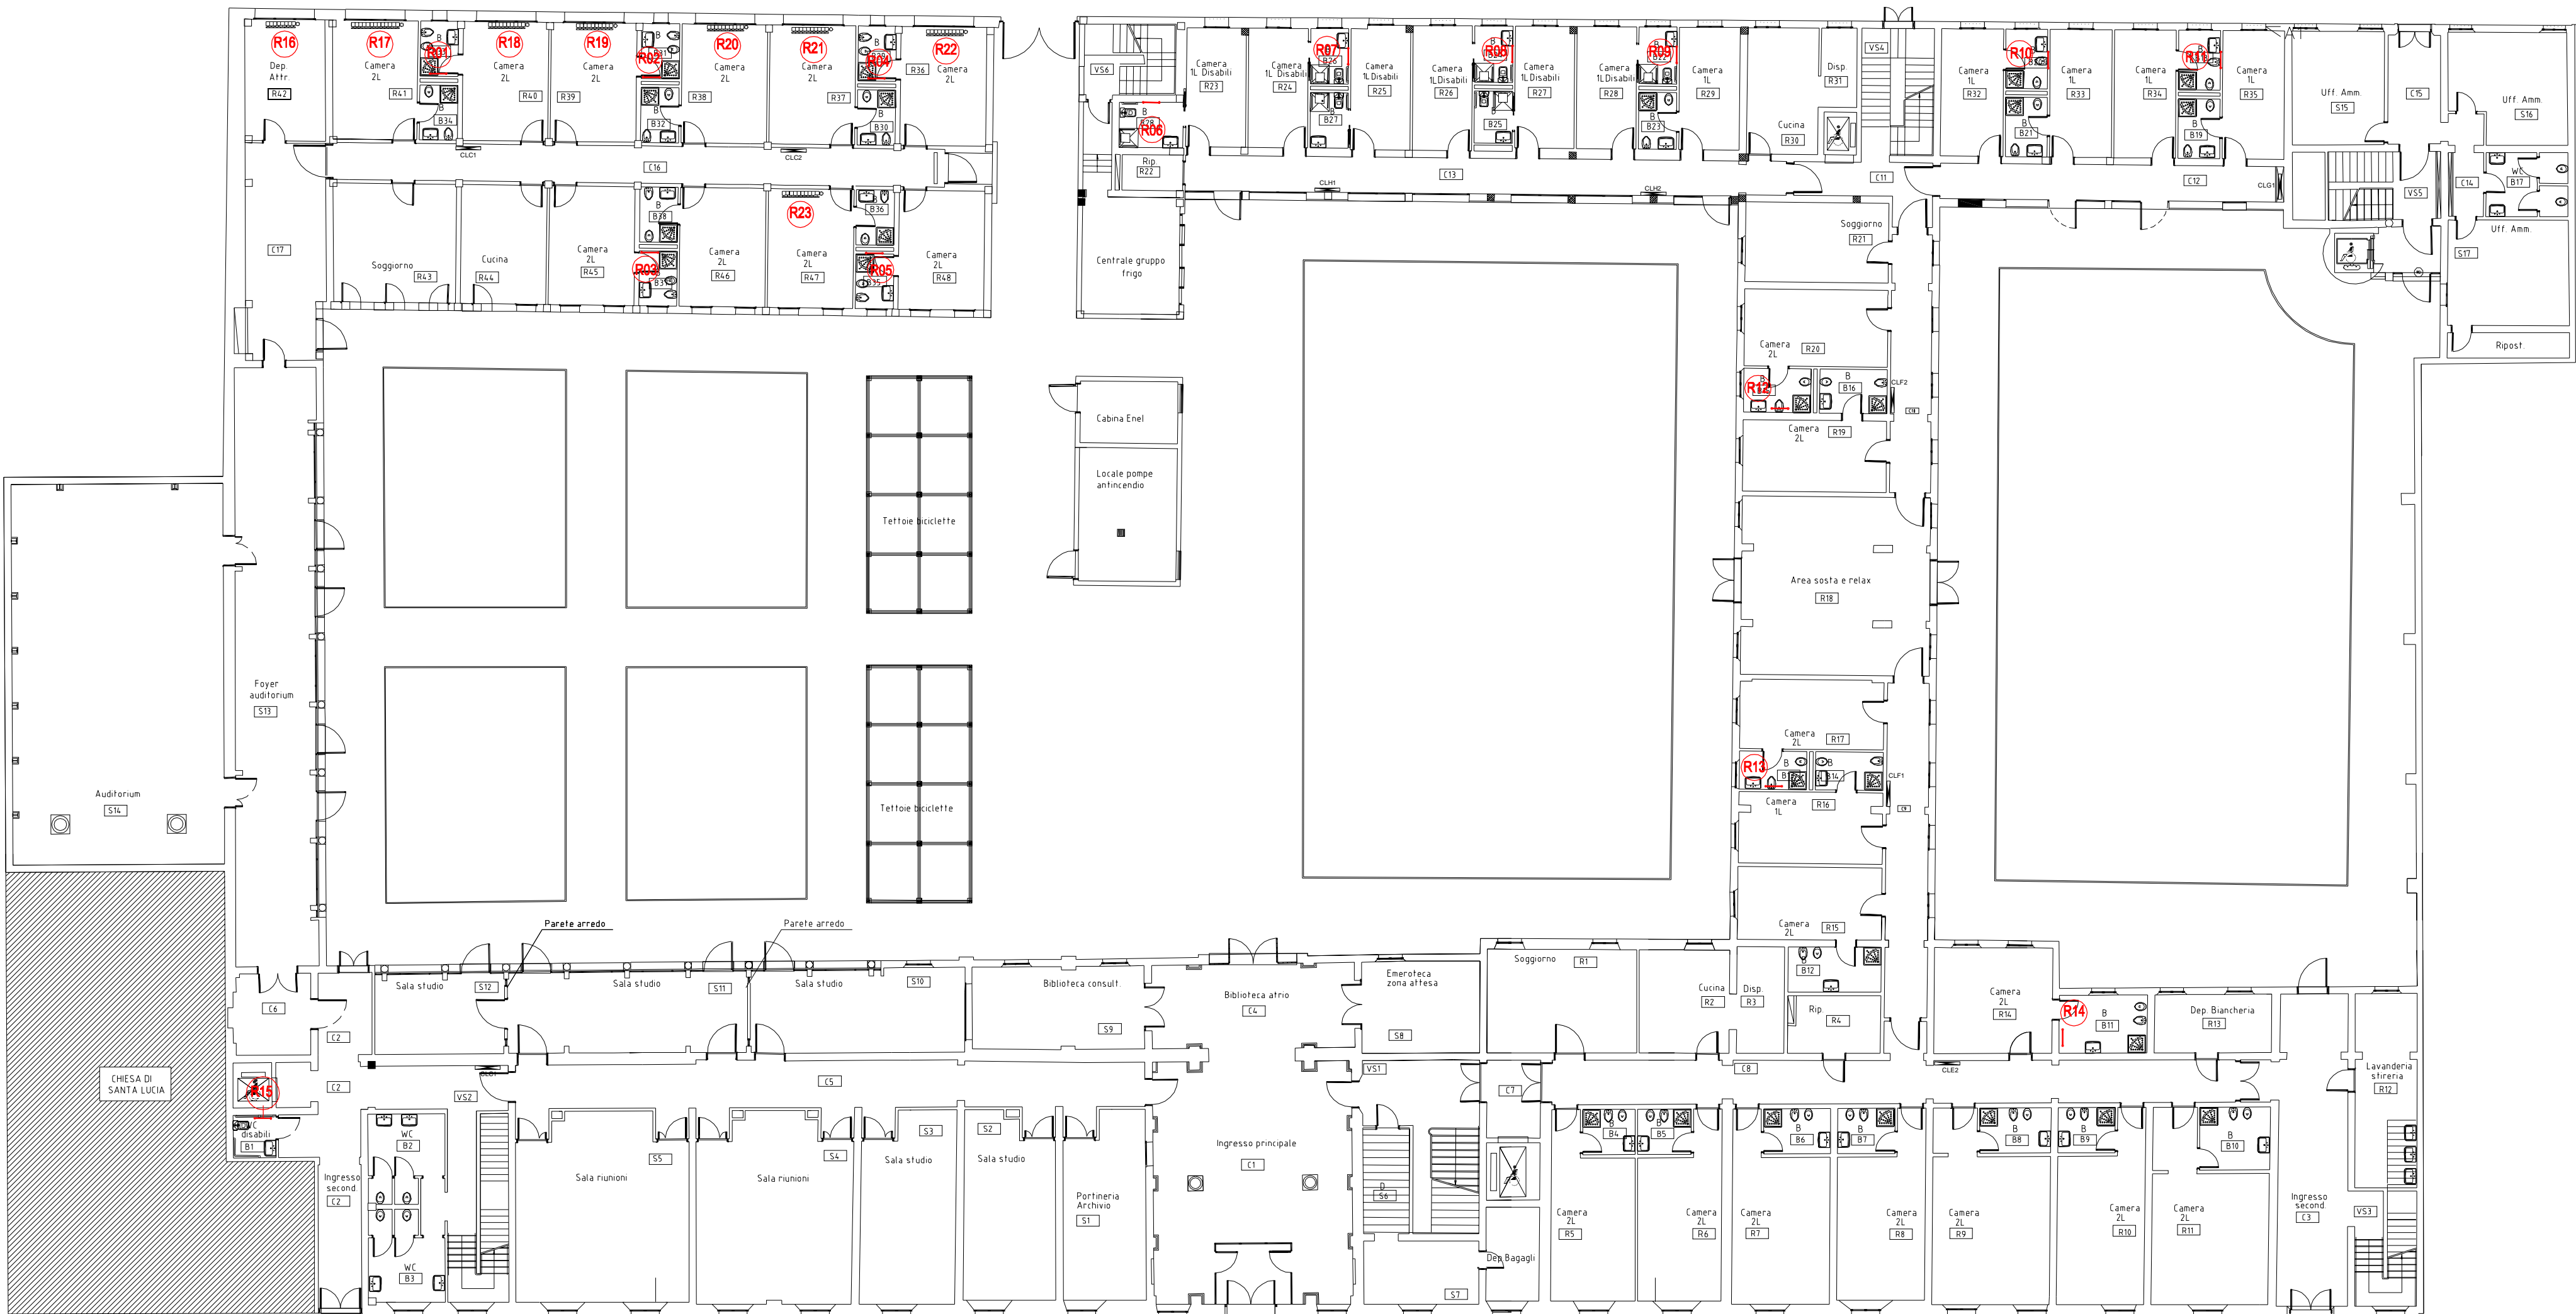 R16
Dep.
Attr.
R42
R17
Camera
2L
R41
R01
B
B
B34
R18
Camera
2L
R40
R19
Camera
2L
R39
R02
B31
B
B32
R20
Camera
2L
R38
R21
Camera
2L
R37
R04
B
B
B30
R22
R36
Camera
2L
CLC1
CLC2
C16
C17
Soggiorno
R43
Cucina
R44
Camera
2L
R45
B
B38
R03
Camera
2L
R46
R23
Camera
2L
R47
B
B36
R05
B35
Camera
2L
R48
VS6
B
B28
R06
Rip.
R22
Centrale gruppo
frigo
Camera
1L Disabili
R23
Camera
1L Disabili
R24
R07
B26
B
B27
Camera
1L Disabili
R25
Camera
1L Disabili
R26
B
B
B25
Camera
1L Disabili
R27
Camera
1L Disabili
R28
R09
B
B
B23
Camera
1L
R29
Disp.
R31
Cucina
R30
VS4
C13
CLH1
CLH2
C11
Camera
1L
R32
R10
B
B
B21
Camera
1L
R33
Camera
1L
R34
R11
B
B
B19
Camera
1L
R35
C12
CLG1
Uff. Amm.
S15
C15
Uff. Amm.
S16
VS5
C14
WC
B17
Uff. Amm.
S17
Ripost.
Soggiorno
R21
Camera
2L
R20
R12
B
B
B16
CLF2
Camera
2L
R19
Area sosta e relax
R18
Camera
2L
R17
R13
B
B
B14
CLF1
Camera
1L
R16
C9
Camera
2L
R15
Cabina Enel
Locale pompe
antincendio
Tettoie biciclette
Tettoie biciclette
Foyer
auditorium
S13
Auditorium
S14
CHIESA DI
SANTA LUCIA
Parete arredo
Parete arredo
C6
C2
Sala studio
S12
Sala studio
S11
Sala studio
S10
Biblioteca consult.
S9
Biblioteca atrio
C4
Emeroteca
zona attesa
S8
Soggiorno
R1
Cucina
R2
Disp.
R3
B12
Rip.
R4
Camera
2L
R14
R14
B
B11
Dep. Biancheria
R13
R15
C2
VS2
C5
VS1
C7
C8
CLE2
Lavanderia
stireria
R12
WC
disabili
B1
WC
B2
Ingresso
second.
C2
WC
B3
S5
Sala riunioni
S4
Sala riunioni
S3
Sala studio
S2
Sala studio
Portineria
Archivio
S1
Ingresso principale
C1
D
S6
S7
Dep.Bagagli
Camera
2L
R5
B
B4
B
B5
Camera
2L
R6
Camera
2L
R7
B
B6
B
B7
Camera
2L
R8
Camera
2L
R9
B
B8
B
B9
Camera
2L
R10
Camera
2L
R11
B
B10
Ingresso
second.
C3
VS3